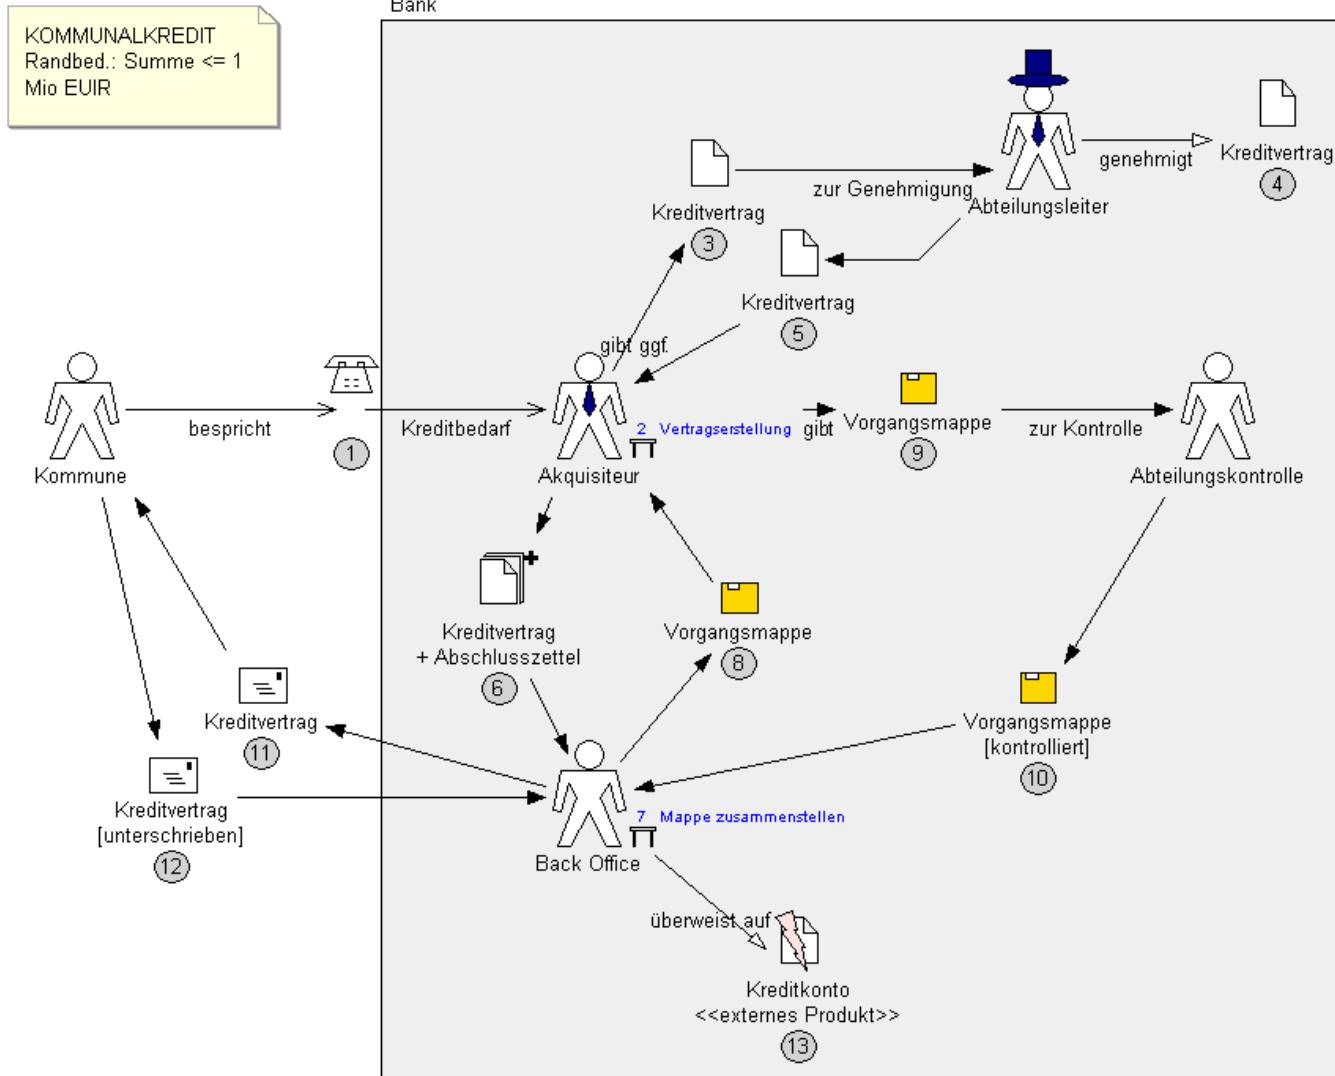 Bank
KOMMUNALKREDIT
Randbed.: Summe <= 1
Mio EUIR
genehmigt
Kreditvertrag
4
zur Genehmigung
Abteilungsleiter
Kreditvertrag
3
Kreditvertrag
5
gibt ggf.
bespricht
1
Kreditbedarf
2 Vertragserstellung
gibt
Vorgangsmappe
9
zur Kontrolle
Kommune
Akquisiteur
Abteilungskontrolle
Kreditvertrag
+ Abschlusszettel
6
Vorgangsmappe
8
Kreditvertrag
11
Vorgangsmappe
[kontrolliert]
10
Kreditvertrag
[unterschrieben]
12
7 Mappe zusammenstellen
Back Office
überweist auf
Kreditkonto
<<externes Produkt>>
13